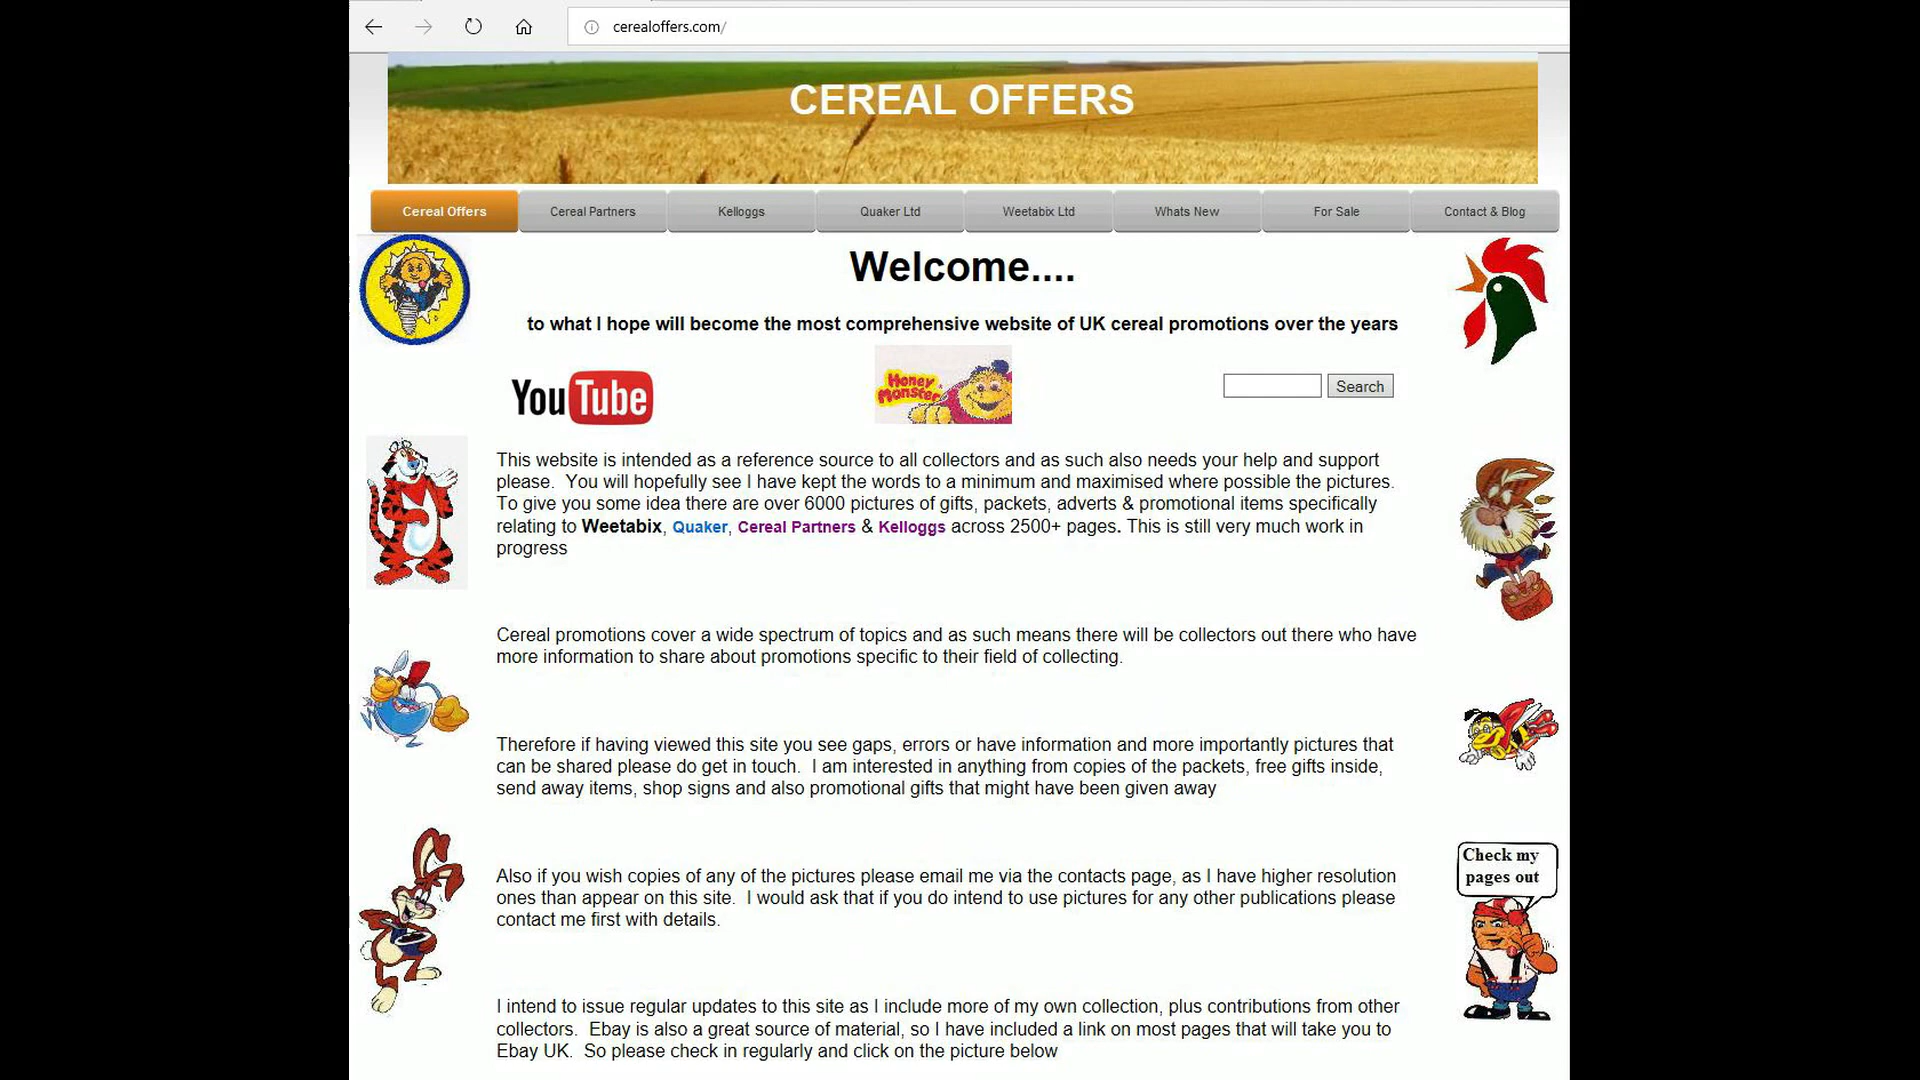 cerealoffers.com/
CEREAL OFFERS
Cereal Offers
Cereal Partners
Kelloggs
Quaker Ltd
Weetabix Ltd
Whats New
For Sale
Contact & Blog
Welcome....
to what I hope will become the most comprehensive website of UK cereal promotions over the years
YouTube
Honey
Monster
Search
This website is intended as a reference source to all collectors and as such also needs your help and support
please.  You will hopefully see I have kept the words to a minimum and maximised where possible the pictures.
To give you some idea there are over 6000 pictures of gifts, packets, adverts & promotional items specifically
relating to Weetabix, Quaker, Cereal Partners & Kelloggs across 2500+ pages. This is still very much work in
progress
Cereal promotions cover a wide spectrum of topics and as such means there will be collectors out there who have
more information to share about promotions specific to their field of collecting.
Therefore if having viewed this site you see gaps, errors or have information and more importantly pictures that
can be shared please do get in touch.  I am interested in anything from copies of the packets, free gifts inside,
send away items, shop signs and also promotional gifts that might have been given away
Check my
pages out
Also if you wish copies of any of the pictures please email me via the contacts page, as I have higher resolution
ones than appear on this site.  I would ask that if you do intend to use pictures for any other publications please
contact me first with details.
I intend to issue regular updates to this site as I include more of my own collection, plus contributions from other
collectors.  Ebay is also a great source of material, so I have included a link on most pages that will take you to
Ebay UK.  So please check in regularly and click on the picture below